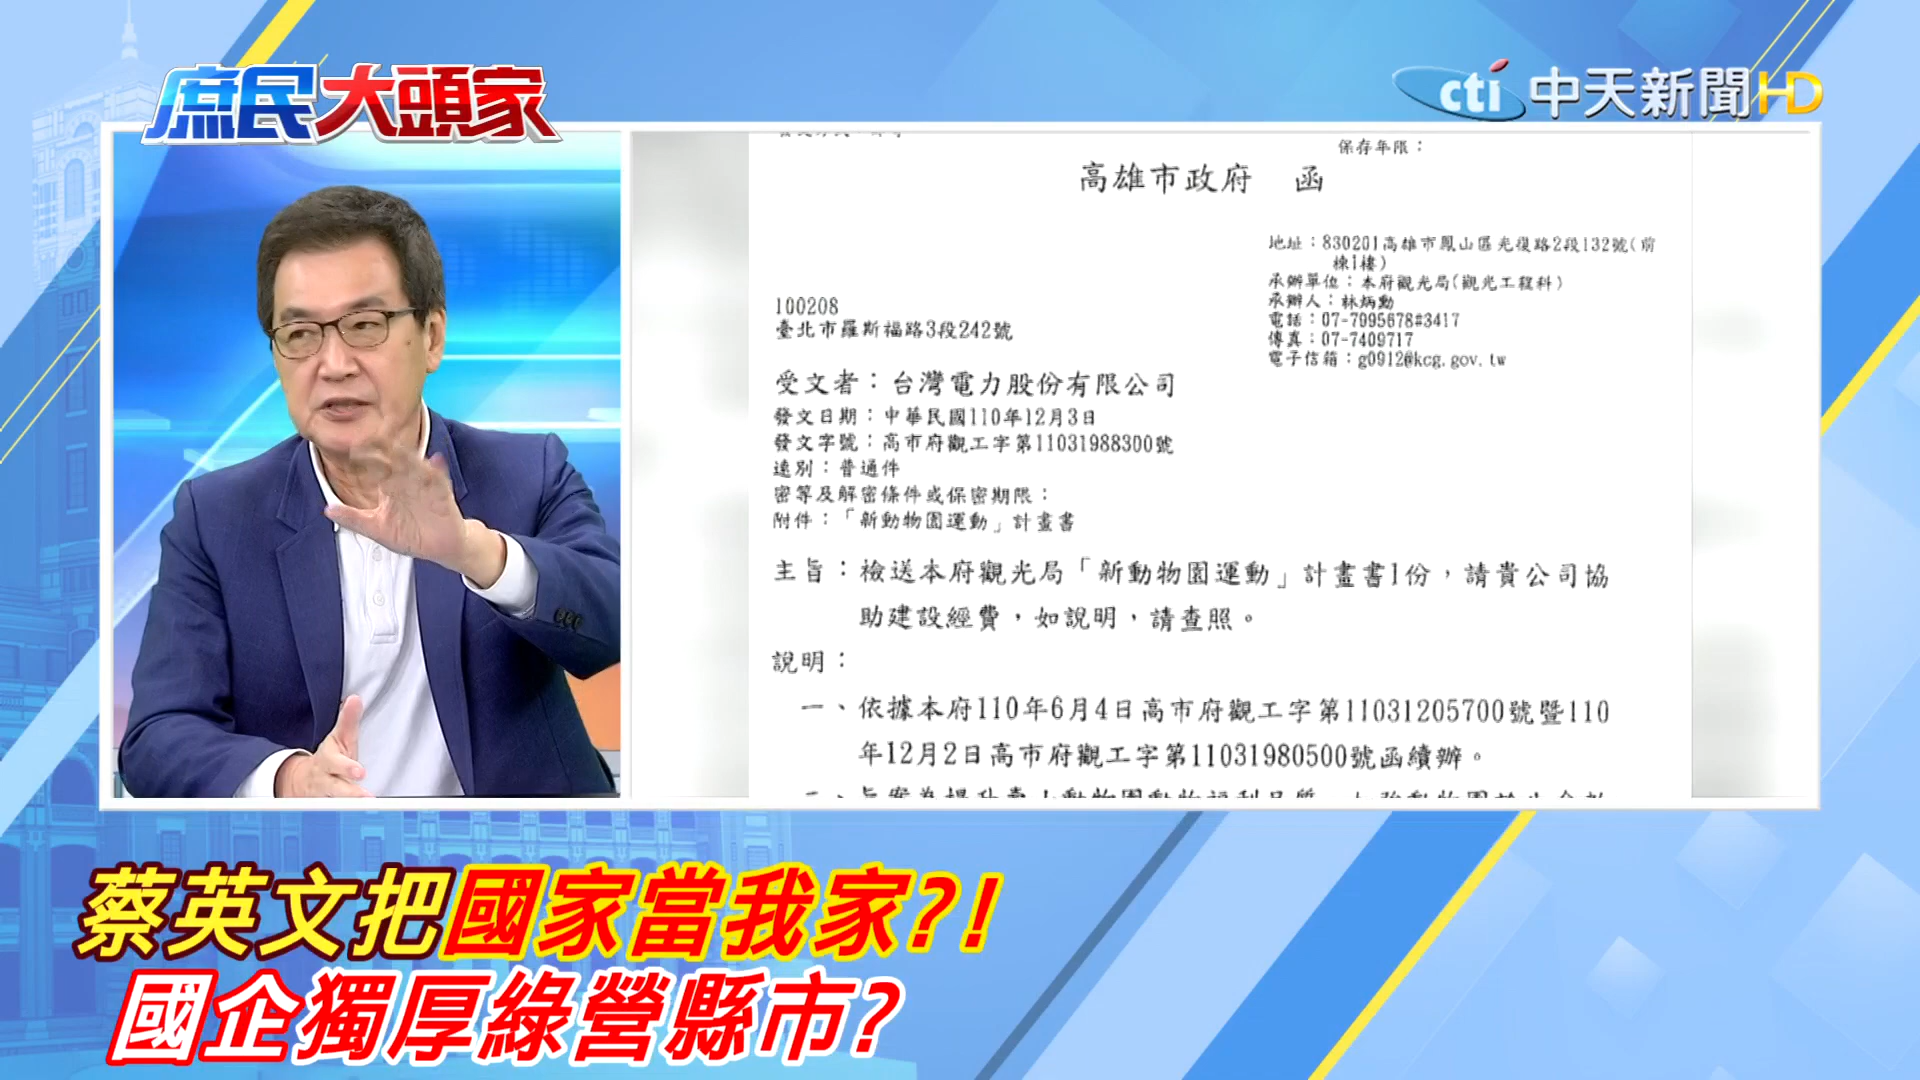 庶民大頭家
cti 中天新聞HD
保存年限：
高雄市政府 函
地址：830201高雄市鳳山區光復路2段132號(前
棟1樓)
承辦單位：本府觀光局(觀光工程科)
承辦人：林炳勳
電話：07-7995678#3417
傳真：07-7409717
電子信箱：g0912@kcg.gov.tw
100208
臺北市羅斯福路3段242號
受文者：台灣電力股份有限公司
發文日期：中華民國110年12月3日
發文字號：高市府觀工字第11031988300號
速別：普通件
密等及解密條件或保密期限：
附件：「新動物園運動」計畫書
主旨：檢送本府觀光局「新動物園運動」計畫書1份，請貴公司協
助建設經費，如說明，請查照。
說明：
一、依據本府110年6月4日高市府觀工字第11031205700號暨110
年12月2日高市府觀工字第11031980500號函續辦。
蔡英文把國家當我家?!
國企獨厚綠營縣市?